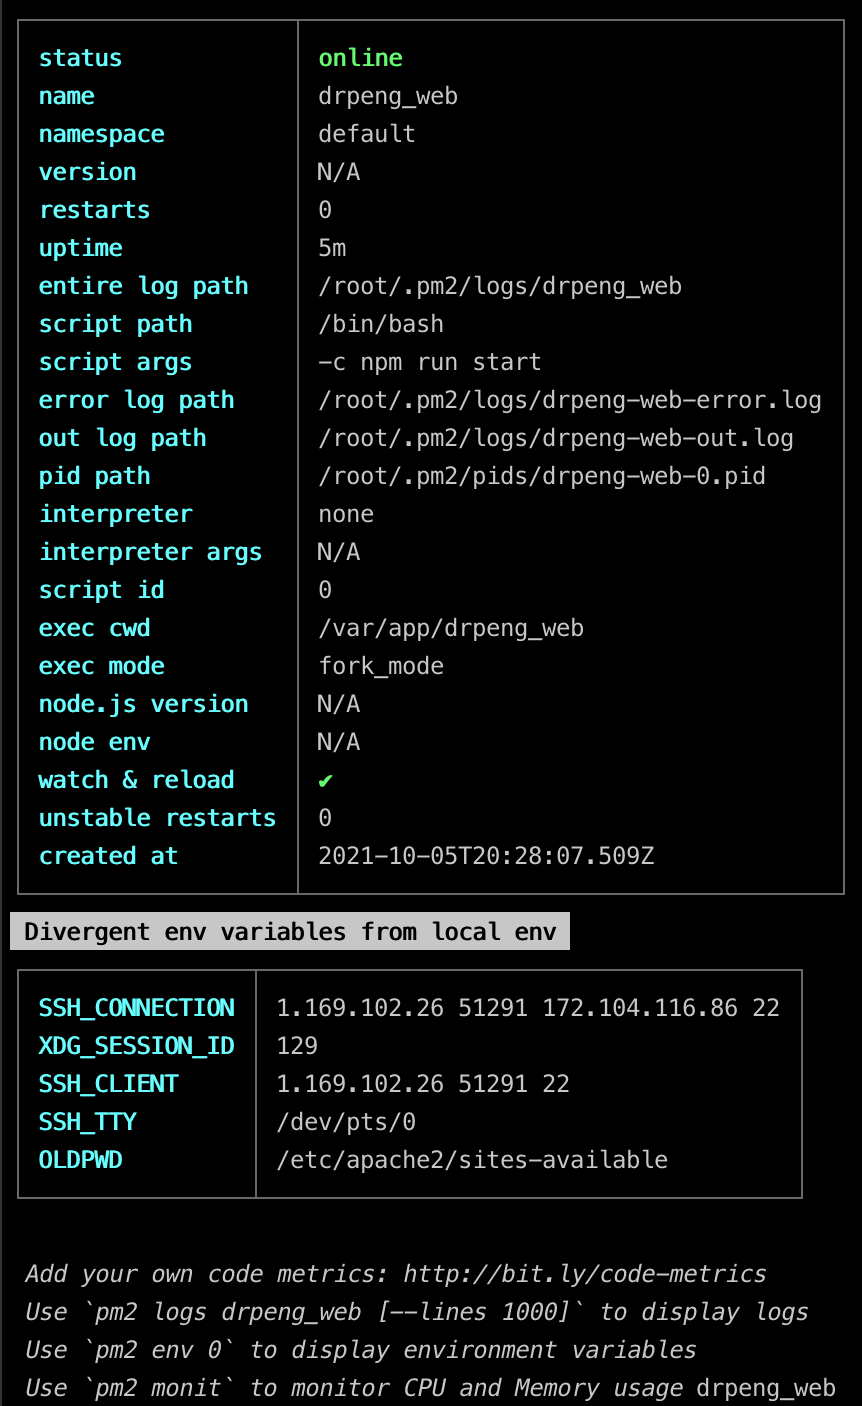 status online
name drpeng_web
namespace default
version N/A
restarts 0
uptime 5m
entire log path /root/.pm2/logs/drpeng_web
script path /bin/bash
script args -c npm run start
error log path /root/.pm2/logs/drpeng-web-error.log
out log path /root/.pm2/logs/drpeng-web-out.log
pid path /root/.pm2/pids/drpeng-web-0.pid
interpreter none
interpreter args N/A
script id 0
exec cwd /var/app/drpeng_web
exec mode fork_mode
node.js version N/A
node env N/A
watch & reload ✔
unstable restarts 0
created at 2021-10-05T20:28:07.509Z
Divergent env variables from local env
SSH_CONNECTION 1.169.102.26 51291 172.104.116.86 22
XDG_SESSION_ID 129
SSH_CLIENT 1.169.102.26 51291 22
SSH_TTY /dev/pts/0
OLDPWD /etc/apache2/sites-available
Add your own code metrics: http://bit.ly/code-metrics
Use `pm2 logs drpeng_web [--lines 1000]` to display logs
Use `pm2 env 0` to display environment variables
Use `pm2 monit` to monitor CPU and Memory usage drpeng_web